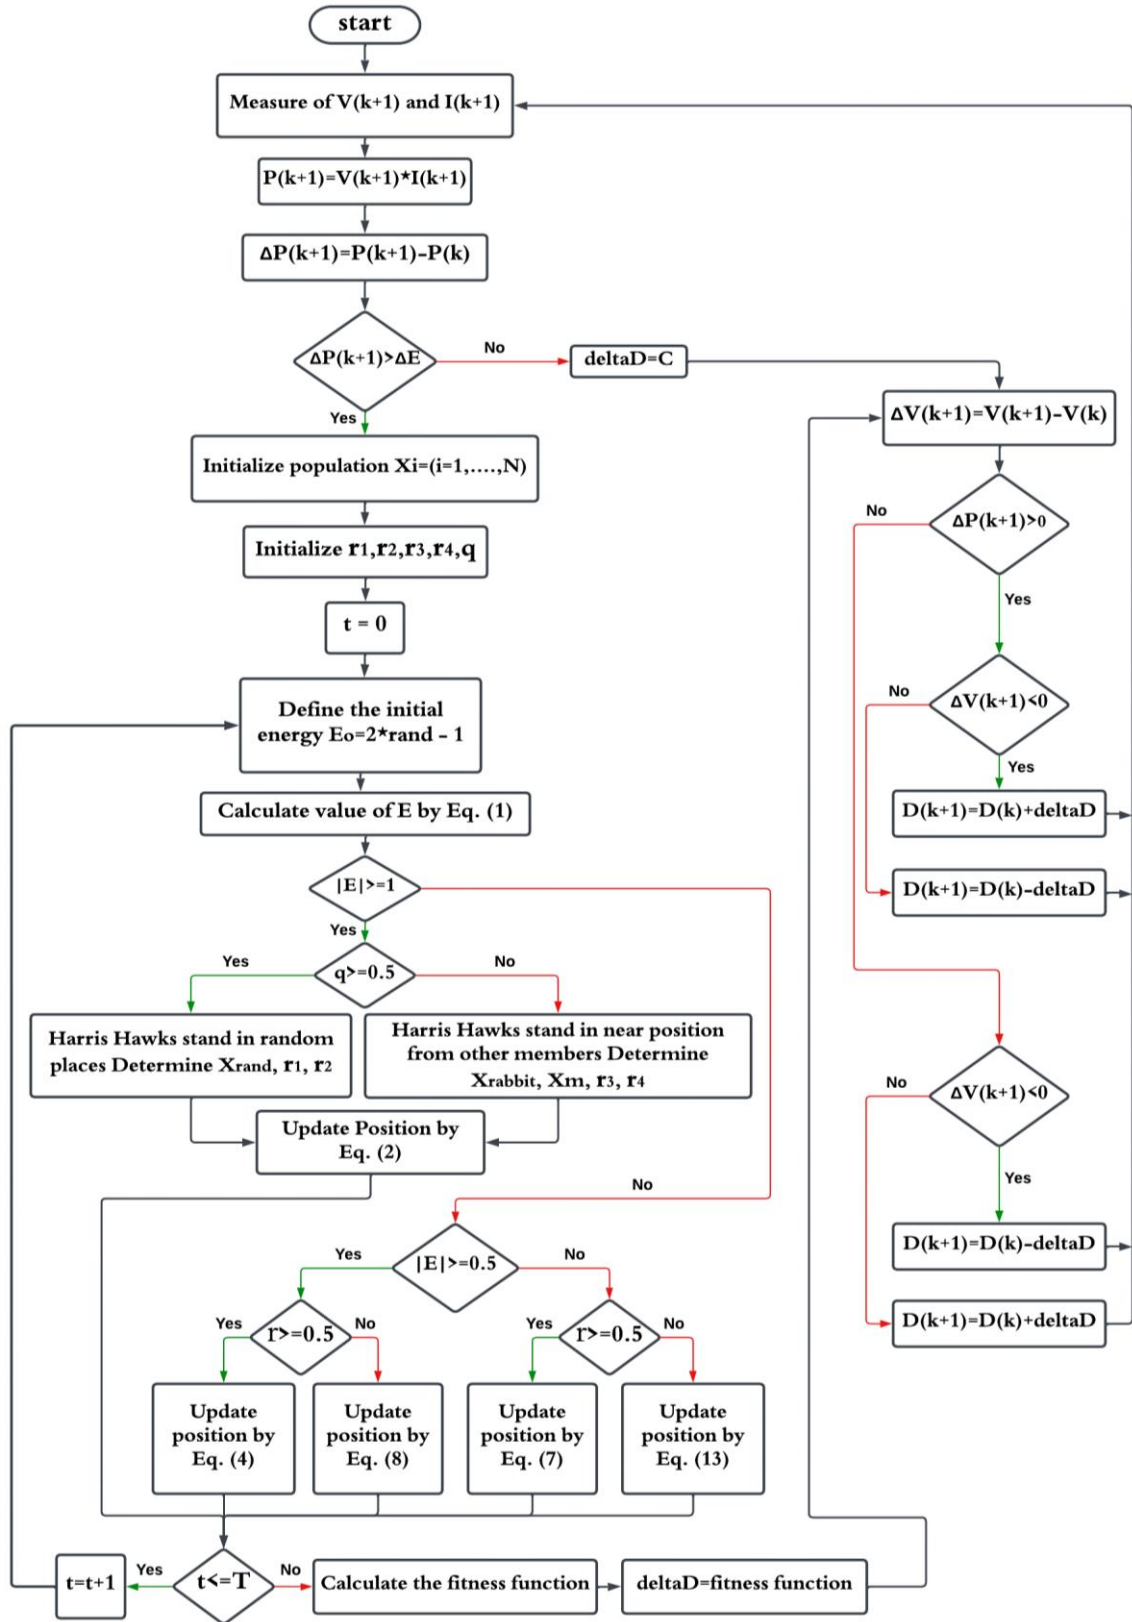 start
Measure of V(k+1) and I(k+1)
P(k+1)=V(k+1)*I(k+1)
ΔP(k+1)=P(k+1)-P(k)
ΔP(k+1)>ΔE
No
deltaD=C
Yes
ΔV(k+1)=V(k+1)-V(k)
Initialize population Xi=(i=1,....,N)
No
ΔP(k+1)>0
Initialize r1,r2,r3,r4,q
Yes
t = 0
Define the initial
energy Eo=2*rand - 1
No
ΔV(k+1)<0
Yes
Calculate value of E by Eq. (1)
D(k+1)=D(k)+deltaD
|E|>=1
D(k+1)=D(k)-deltaD
Yes
Yes
q>=0.5
No
Harris Hawks stand in random
places Determine Xrand, r1, r2
Harris Hawks stand in near position
from other members Determine
Xrabbit, Xm, r3, r4
No
ΔV(k+1)<0
Update Position by
Eq. (2)
No
Yes
Yes
|E|>=0.5
No
D(k+1)=D(k)-deltaD
Yes
r>=0.5
No
Yes
r>=0.5
No
D(k+1)=D(k)+deltaD
Update
position by
Eq. (4)
Update
position by
Eq. (8)
Update
position by
Eq. (7)
Update
position by
Eq. (13)
t=t+1
Yes
t<=T
No
Calculate the fitness function
deltaD=fitness function